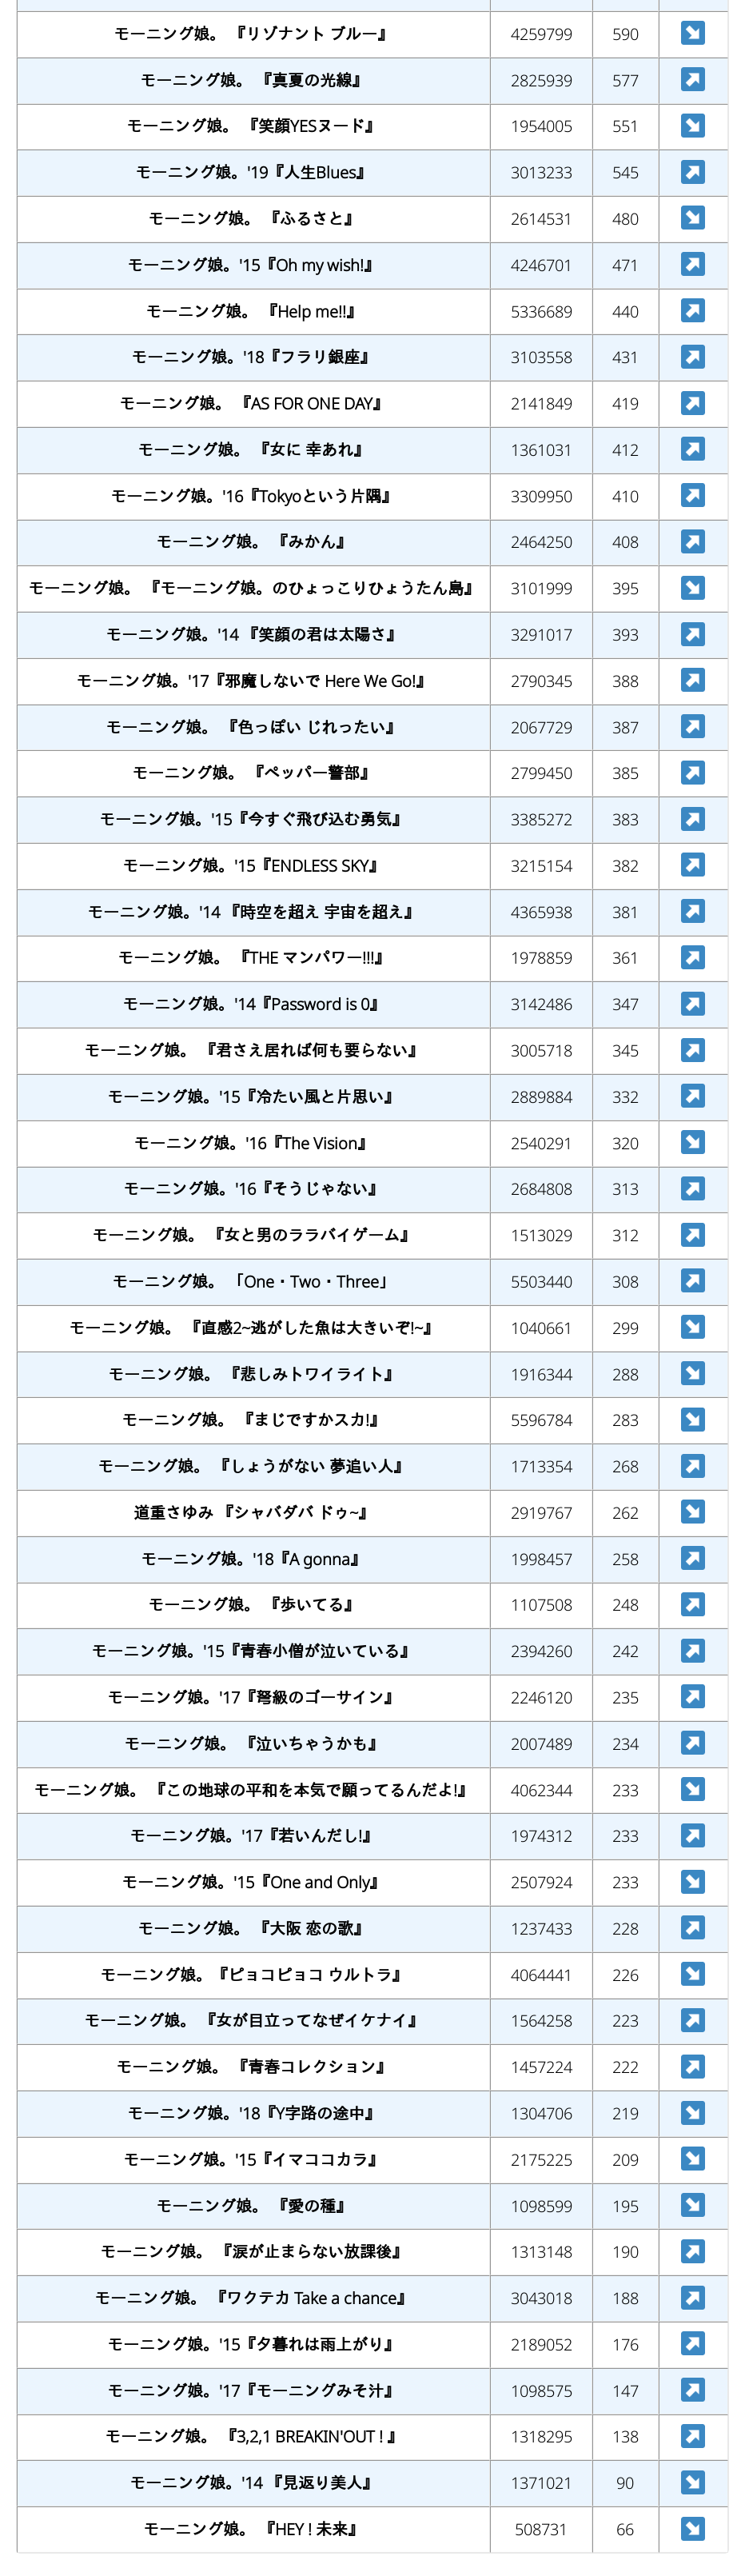 モーニング娘。 『リゾナント ブルー』 4259799 590 ↘
モーニング娘。 『真夏の光線』 2825939 577 ↗
モーニング娘。 『笑顔YESヌード』 1954005 551 ↘
モーニング娘。'19『人生Blues』 3013233 545 ↗
モーニング娘。 『ふるさと』 2614531 480 ↘
モーニング娘。'15『Oh my wish!』 4246701 471 ↗
モーニング娘。 『Help me!!』 5336689 440 ↗
モーニング娘。'18『フラリ銀座』 3103558 431 ↗
モーニング娘。 『AS FOR ONE DAY』 2141849 419 ↗
モーニング娘。 『女に 幸あれ』 1361031 412 ↗
モーニング娘。'16『Tokyoという片隅』 3309950 410 ↗
モーニング娘。 『みかん』 2464250 408 ↗
モーニング娘。 『モーニング娘。のひょっこりひょうたん島』 3101999 395 ↘
モーニング娘。'14 『笑顔の君は太陽さ』 3291017 393 ↗
モーニング娘。'17『邪魔しないで Here We Go!』 2790345 388 ↗
モーニング娘。 『色っぽい じれったい』 2067729 387 ↗
モーニング娘。 『ペッパー警部』 2799450 385 ↗
モーニング娘。'15『今すぐ飛び込む勇気』 3385272 383 ↗
モーニング娘。'15『ENDLESS SKY』 3215154 382 ↗
モーニング娘。'14 『時空を超え 宇宙を超え』 4365938 381 ↗
モーニング娘。 『THE マンパワー!!!』 1978859 361 ↗
モーニング娘。'14『Password is 0』 3142486 347 ↗
モーニング娘。 『君さえ居れば何も要らない』 3005718 345 ↗
モーニング娘。'15『冷たい風と片思い』 2889884 332 ↗
モーニング娘。'16『The Vision』 2540291 320 ↘
モーニング娘。'16『そうじゃない』 2684808 313 ↗
モーニング娘。 『女と男のララバイゲーム』 1513029 312 ↗
モーニング娘。 「One・Two・Three」 5503440 308 ↗
モーニング娘。 『直感2~逃がした魚は大きいぞ!~』 1040661 299 ↘
モーニング娘。 『悲しみトワイライト』 1916344 288 ↘
モーニング娘。 『まじですかスカ!』 5596784 283 ↘
モーニング娘。 『しょうがない 夢追い人』 1713354 268 ↗
道重さゆみ 『シャバダバ ドゥ~』 2919767 262 ↘
モーニング娘。'18『A gonna』 1998457 258 ↗
モーニング娘。 『歩いてる』 1107508 248 ↗
モーニング娘。'15『青春小僧が泣いている』 2394260 242 ↗
モーニング娘。'17『弩級のゴーサイン』 2246120 235 ↗
モーニング娘。 『泣いちゃうかも』 2007489 234 ↗
モーニング娘。 『この地球の平和を本気で願ってるんだよ!』 4062344 233 ↘
モーニング娘。'17『若いんだし!』 1974312 233 ↗
モーニング娘。'15『One and Only』 2507924 233 ↘
モーニング娘。 『大阪 恋の歌』 1237433 228 ↗
モーニング娘。『ピョコピョコ ウルトラ』 4064441 226 ↘
モーニング娘。 『女が目立ってなぜイケナイ』 1564258 223 ↗
モーニング娘。 『青春コレクション』 1457224 222 ↗
モーニング娘。'18『Y字路の途中』 1304706 219 ↘
モーニング娘。'15『イマココカラ』 2175225 209 ↘
モーニング娘。 『愛の種』 1098599 195 ↘
モーニング娘。 『涙が止まらない放課後』 1313148 190 ↗
モーニング娘。 『ワクテカ Take a chance』 3043018 188 ↗
モーニング娘。'15『夕暮れは雨上がり』 2189052 176 ↗
モーニング娘。'17『モーニングみそ汁』 1098575 147 ↗
モーニング娘。 『3,2,1 BREAKIN'OUT ! 』 1318295 138 ↗
モーニング娘。'14 『見返り美人』 1371021 90 ↘
モーニング娘。 『HEY ! 未来』 508731 66 ↘